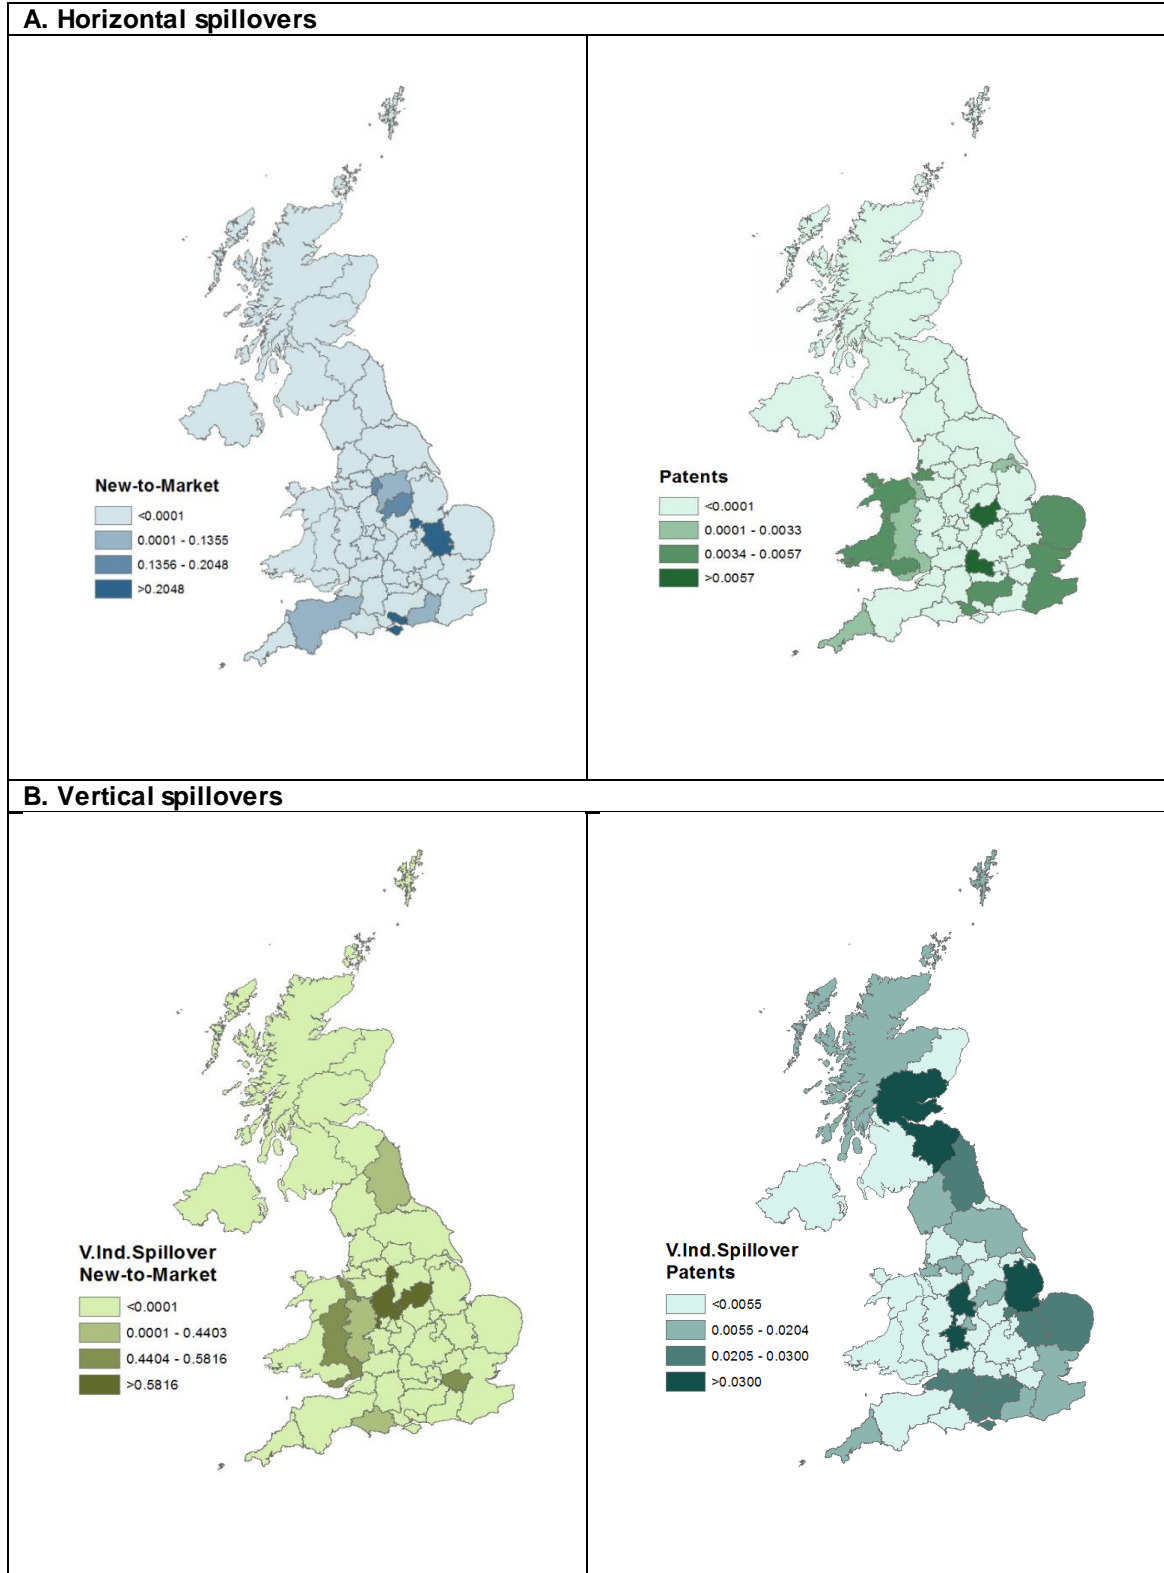 A. Horizontal spillovers
New-to-Market
<0.0001
0.0001 - 0.1355
0.1356 - 0.2048
>0.2048
Patents
<0.0001
0.0001 - 0.0033
0.0034 - 0.0057
>0.0057
B. Vertical spillovers
V.Ind.Spillover
New-to-Market
<0.0001
0.0001 - 0.4403
0.4404 - 0.5816
>0.5816
V.Ind.Spillover
Patents
<0.0055
0.0055 - 0.0204
0.0205 - 0.0300
>0.0300